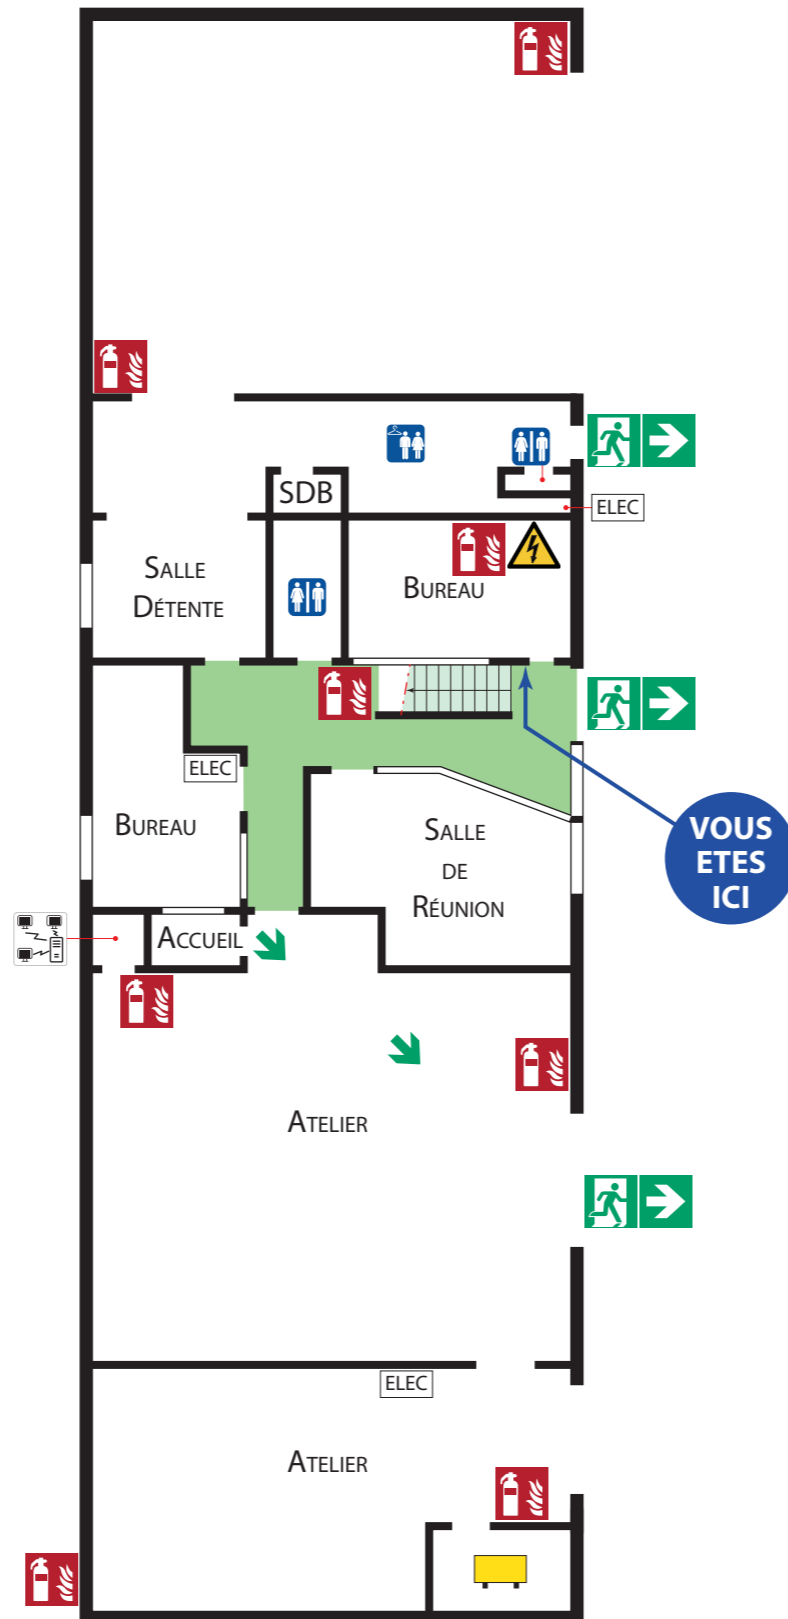 SDB
ELEC
SALLE
DÉTENTE
BUREAU
ELEC
BUREAU
SALLE
DE
RÉUNION
VOUS
ETES
ICI
ACCUEIL
ATELIER
ELEC
ATELIER